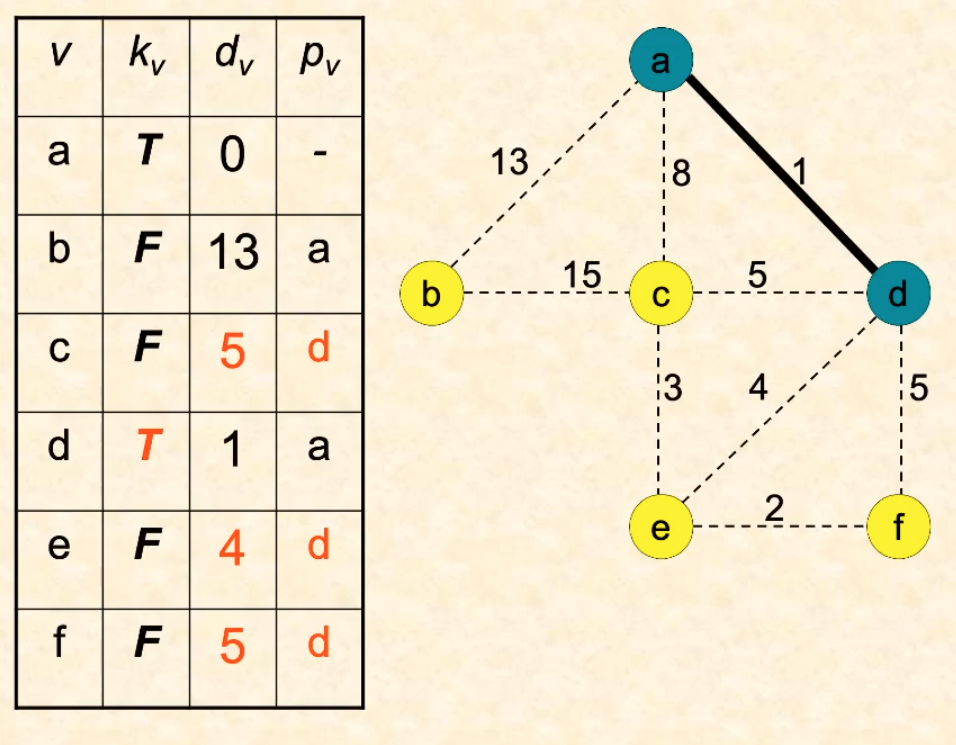 v k_v d_v p_v
a T 0 -
b F 13 a
c F 5 d
d T 1 a
e F 4 d
f F 5 d
a
13 8 1
b 15 c 5 d
3 4 5
e 2 f